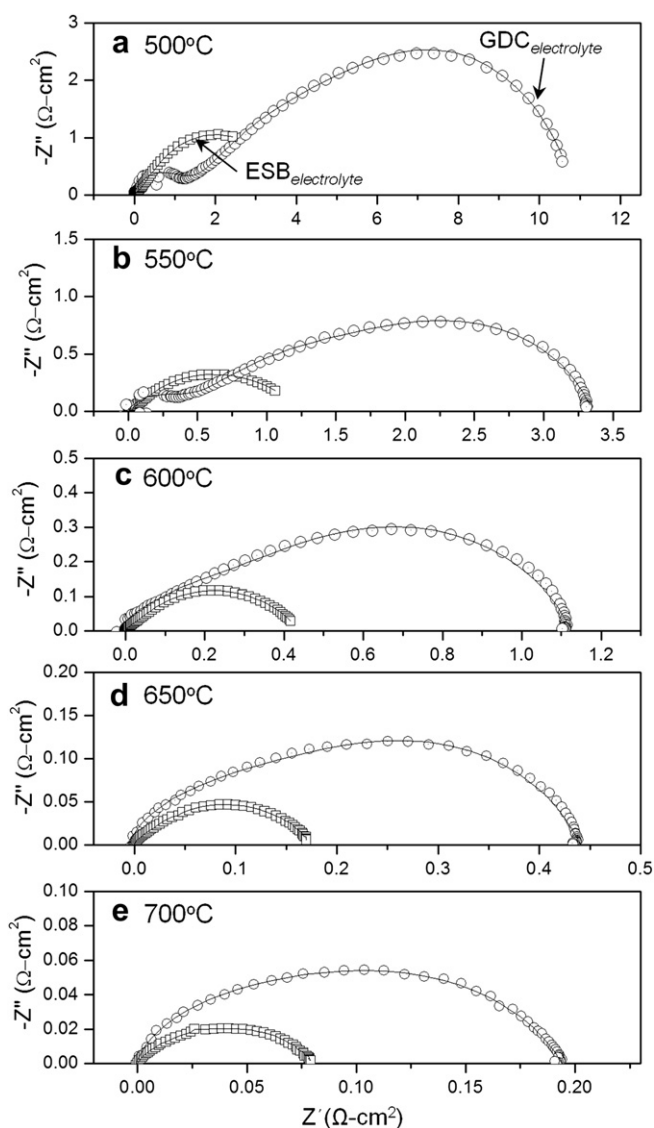 a 500°C
GDCelectrolyte
ESBelectrolyte
-Z" (Ω-cm²)
3
2
1
0
0 2 4 6 8 10 12
b 550°C
-Z" (Ω-cm²)
1.5
1.0
0.5
0.0
0.0 0.5 1.0 1.5 2.0 2.5 3.0 3.5
c 600°C
-Z" (Ω-cm²)
0.5
0.4
0.3
0.2
0.1
0.0
0.0 0.2 0.4 0.6 0.8 1.0 1.2
d 650°C
-Z" (Ω-cm²)
0.20
0.15
0.10
0.05
0.00
0.0 0.1 0.2 0.3 0.4 0.5
e 700°C
-Z" (Ω-cm²)
0.10
0.08
0.06
0.04
0.02
0.00
0.00 0.05 0.10 0.15 0.20
Z´(Ω-cm²)